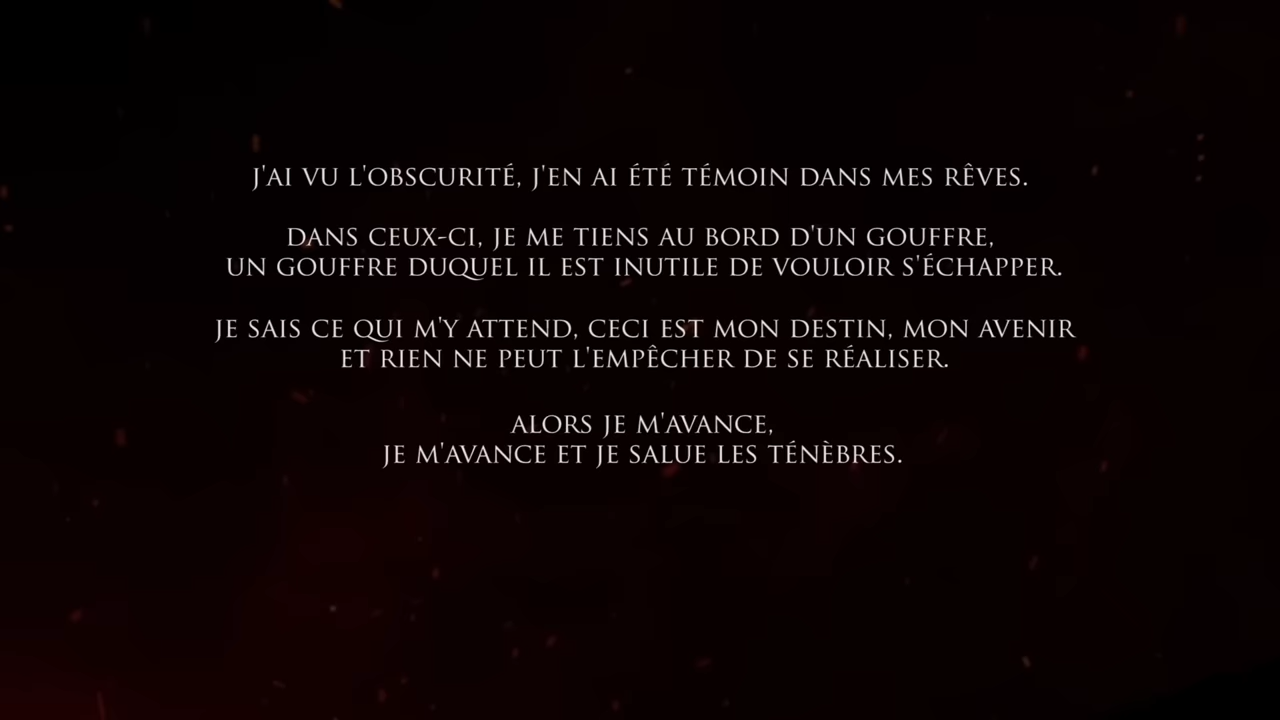 J'AI VU L'OBSCURITÉ, J'EN AI ÉTÉ TÉMOIN DANS MES RÊVES.
DANS CEUX-CI, JE ME TIENS AU BORD D'UN GOUFFRE,
UN GOUFFRE DUQUEL IL EST INUTILE DE VOULOIR S'ÉCHAPPER.
JE SAIS CE QUI M'Y ATTEND, CECI EST MON DESTIN, MON AVENIR
ET RIEN NE PEUT L'EMPÊCHER DE SE RÉALISER.
ALORS JE M'AVANCE,
JE M'AVANCE ET JE SALUE LES TÉNÈBRES.